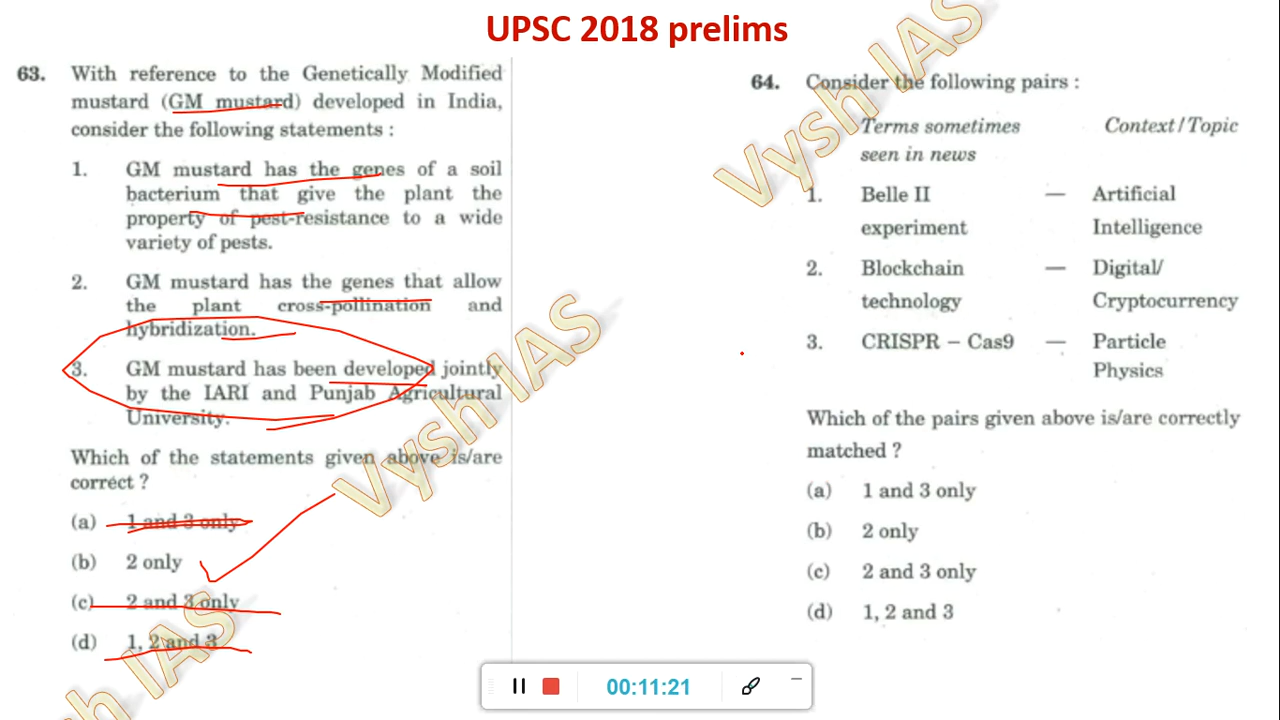 UPSC 2018 prelims
63. With reference to the Genetically Modified
mustard (GM mustard) developed in India,
consider the following statements :
1. GM mustard has the genes of a soil
bacterium that give the plant the
property of pest-resistance to a wide
variety of pests.
2. GM mustard has the genes that allow
the plant cross-pollination and
hybridization.
3. GM mustard has been developed jointly
by the IARI and Punjab Agricultural
University.
Which of the statements given above is/are
correct ?
(a) 1 and 3 only
(b) 2 only
(c) 2 and 3 only
(d) 1, 2 and 3
64. Consider the following pairs :
Terms sometimes Context / Topic
seen in news
1. Belle II — Artificial
experiment Intelligence
2. Blockchain — Digital/
technology Cryptocurrency
3. CRISPR – Cas9 — Particle
Physics
Which of the pairs given above is/are correctly
matched ?
(a) 1 and 3 only
(b) 2 only
(c) 2 and 3 only
(d) 1, 2 and 3
Vysh IAS
Vysh IAS
Vysh IAS
00:11:21